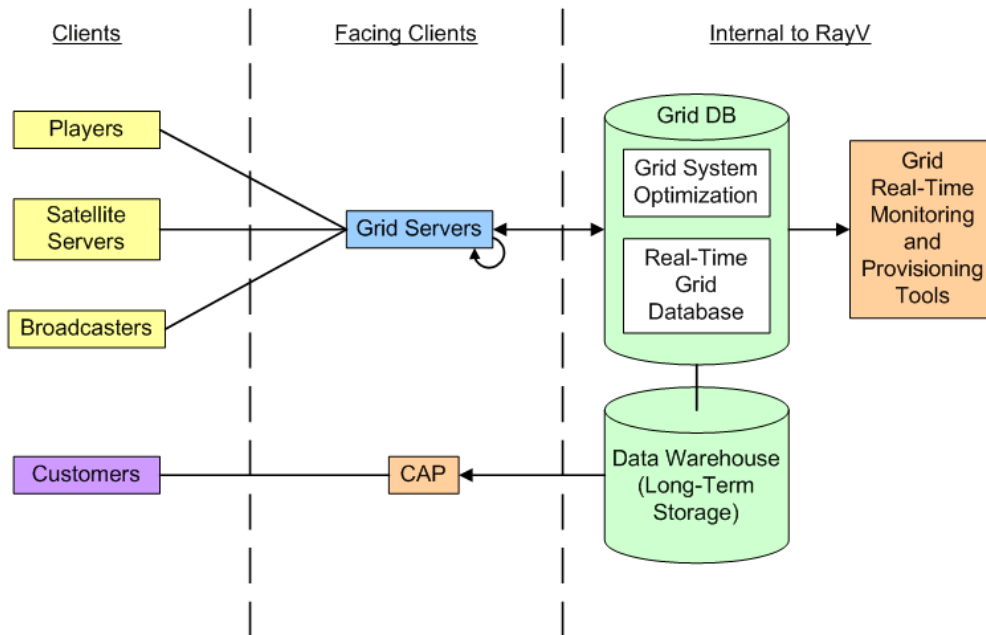 Clients
Facing Clients
Internal to RayV
Players
Satellite
Servers
Broadcasters
Customers
Grid Servers
CAP
Grid DB
Grid System
Optimization
Real-Time
Grid
Database
Data Warehouse
(Long-Term
Storage)
Grid
Real-Time
Monitoring
and
Provisioning
Tools